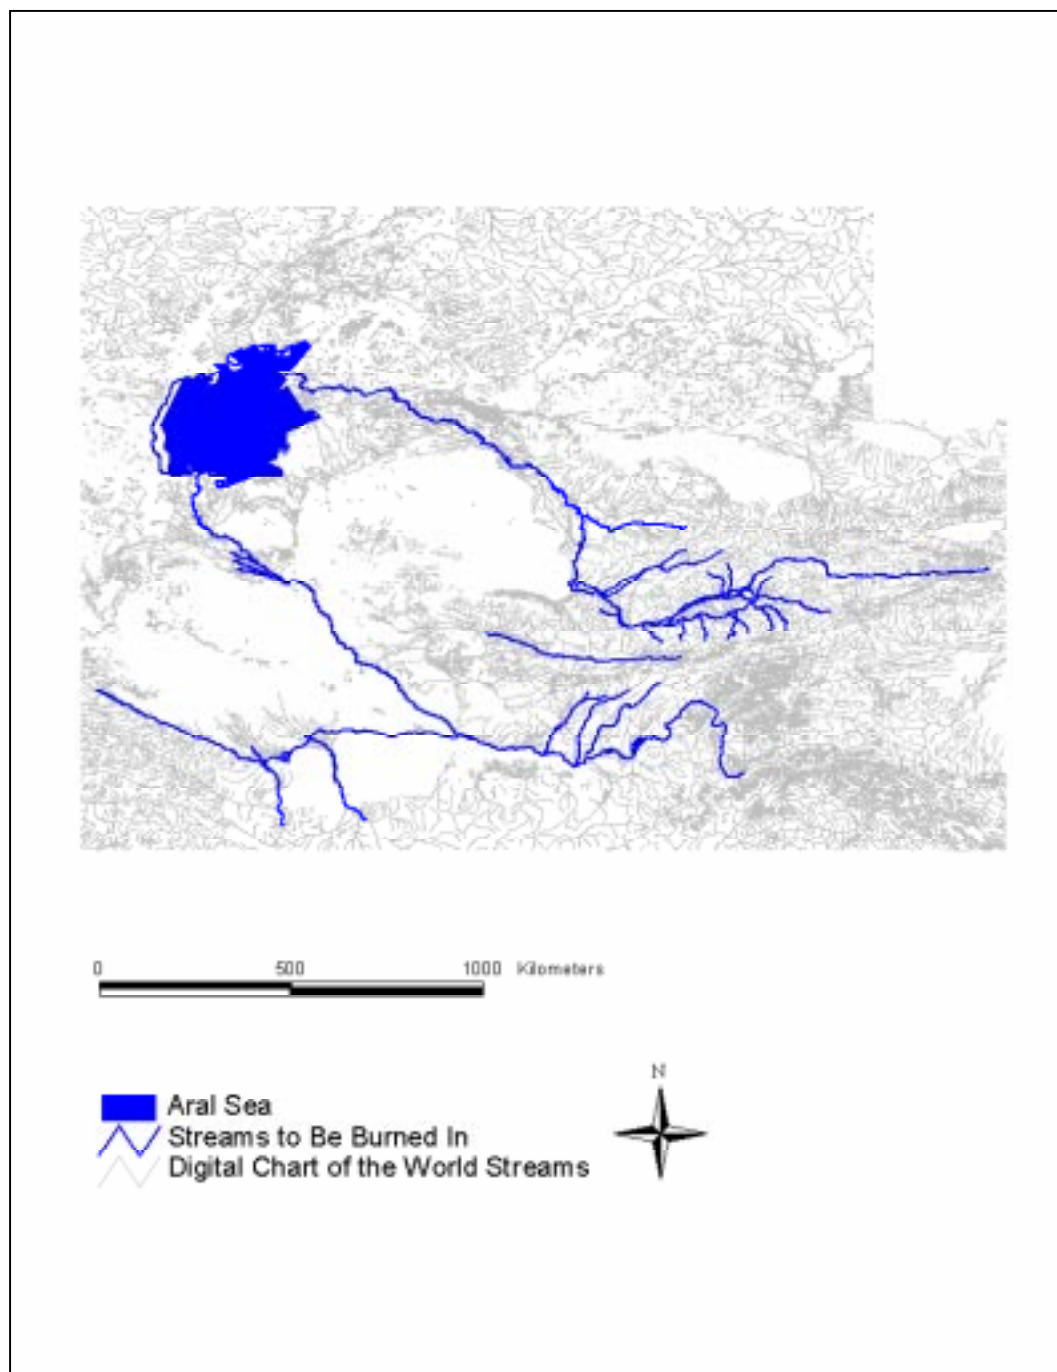 0 500 1000 Kilometers
N
Aral Sea
Streams to Be Burned In
Digital Chart of the World Streams